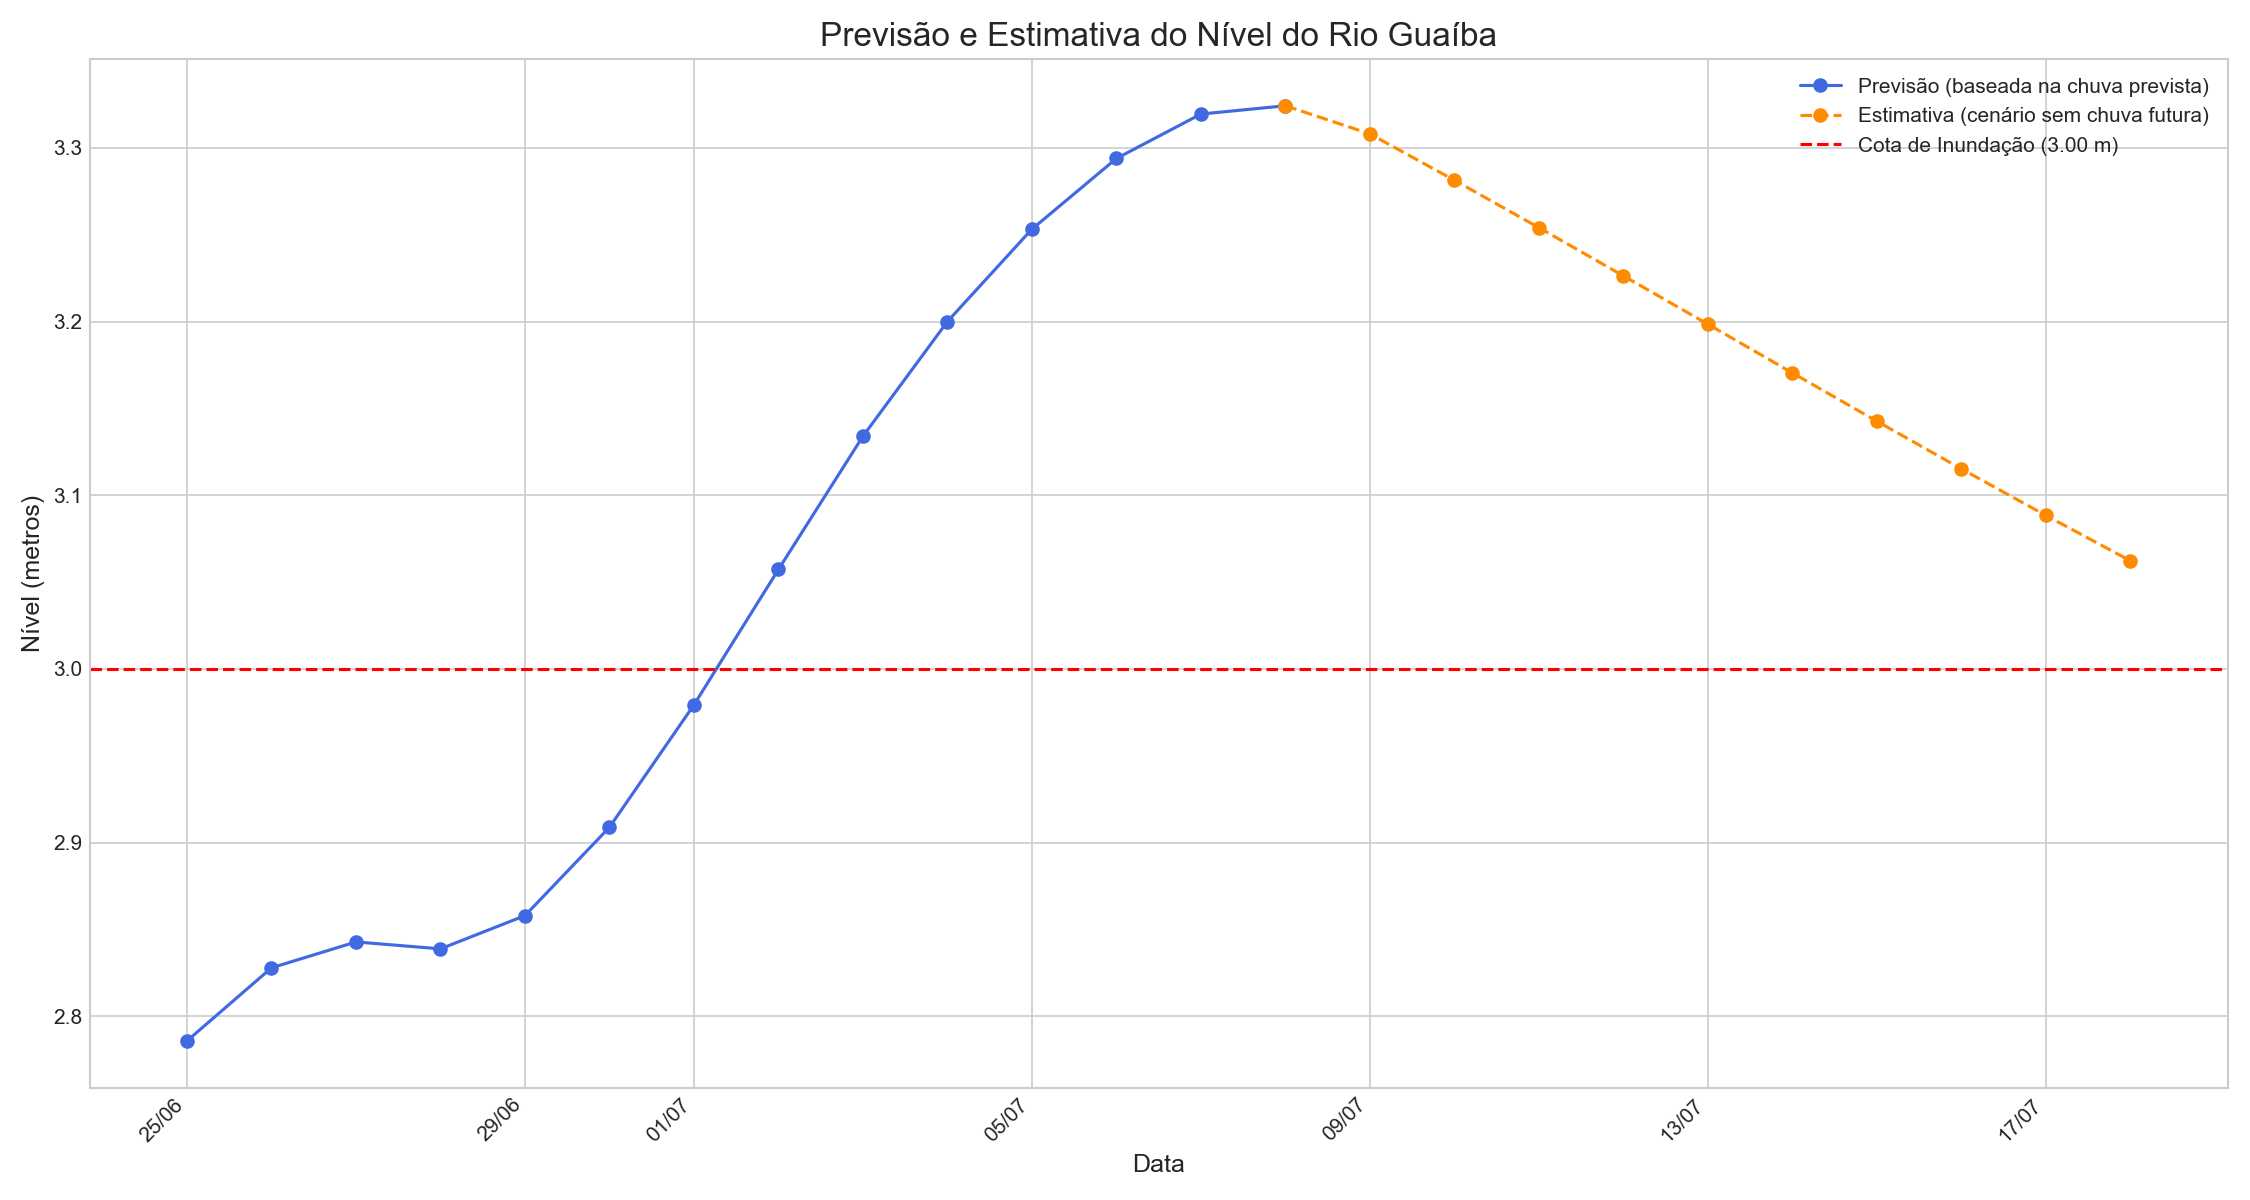 Previsão e Estimativa do Nível do Rio Guaíba
Previsão (baseada na chuva prevista)
Estimativa (cenário sem chuva futura)
Cota de Inundação (3.00 m)
Nível (metros)
3.3
3.2
3.1
3.0
2.9
2.8
25/06
29/06
01/07
05/07
09/07
13/07
17/07
Data